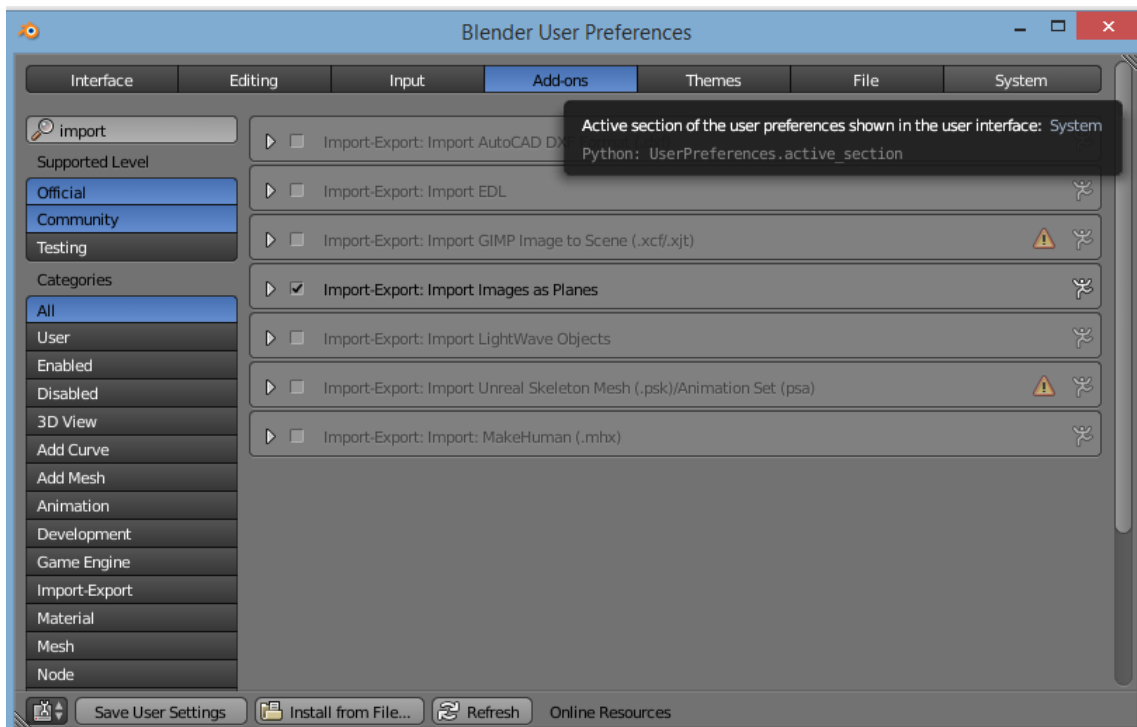 Blender User Preferences
Interface
Editing
Input
Add-ons
Themes
File
System
import
Supported Level
Official
Community
Testing
Categories
All
User
Enabled
Disabled
3D View
Add Curve
Add Mesh
Animation
Development
Game Engine
Import-Export
Material
Mesh
Node
Import-Export: Import AutoCAD
Active section of the user preferences shown in the user interface: System
Python: UserPreferences.active_section
Import-Export: Import EDL
Import-Export: Import GIMP Image to Scene (.xcf/.xjt)
Import-Export: Import Images as Planes
Import-Export: Import LightWave Objects
Import-Export: Import Unreal Skeleton Mesh (.psk)/Animation Set (psa)
Import-Export: Import: MakeHuman (.mhx)
Save User Settings
Install from File...
Refresh
Online Resources